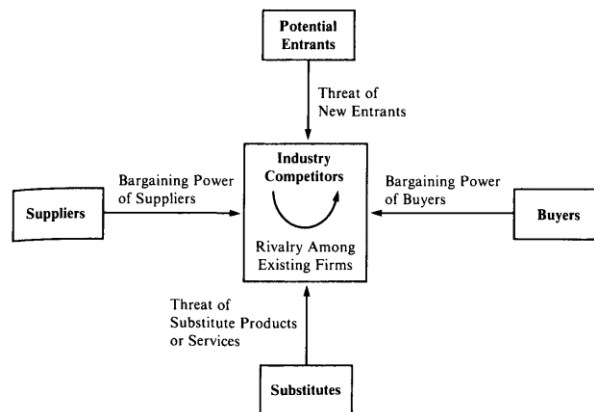 Potential
Entrants
Threat of
New Entrants
Industry
Competitors
Bargaining Power
of Suppliers
Suppliers
Bargaining Power
of Buyers
Buyers
Rivalry Among
Existing Firms
Threat of
Substitute Products
or Services
Substitutes